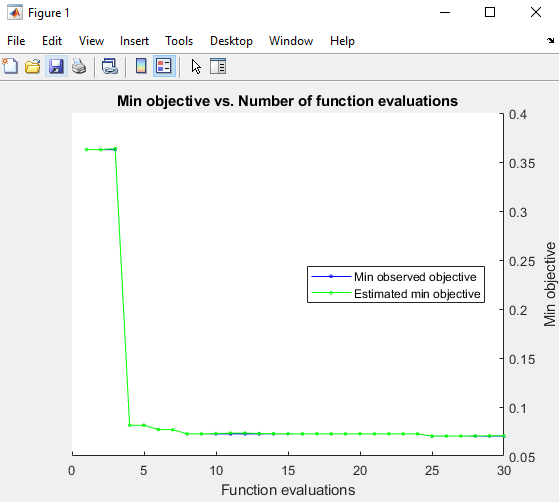 Figure 1
File Edit View Insert Tools Desktop Window Help
Min objective vs. Number of function evaluations
0.4
0.35
0.3
0.25
0.2
0.15
0.1
0.05
Min objective
Min observed objective
Estimated min objective
0 5 10 15 20 25 30
Function evaluations